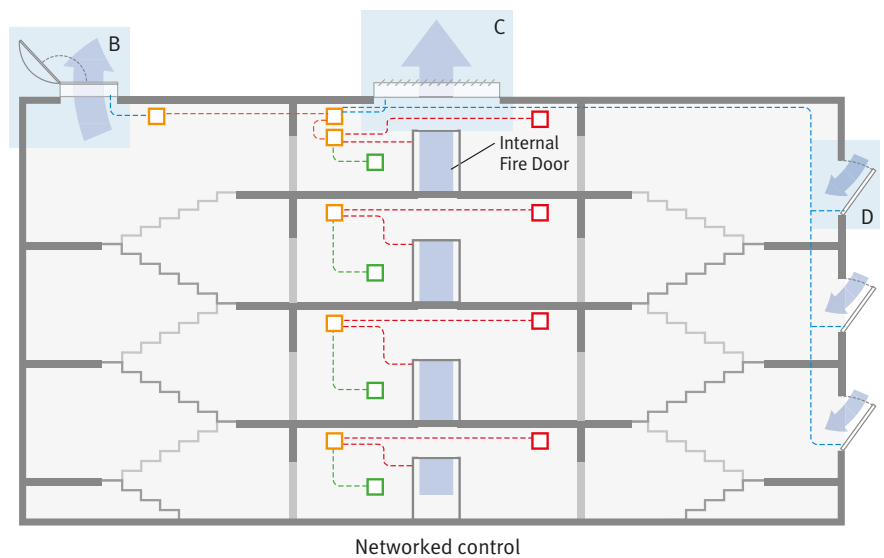 B
C
Internal
Fire Door
D
Networked control